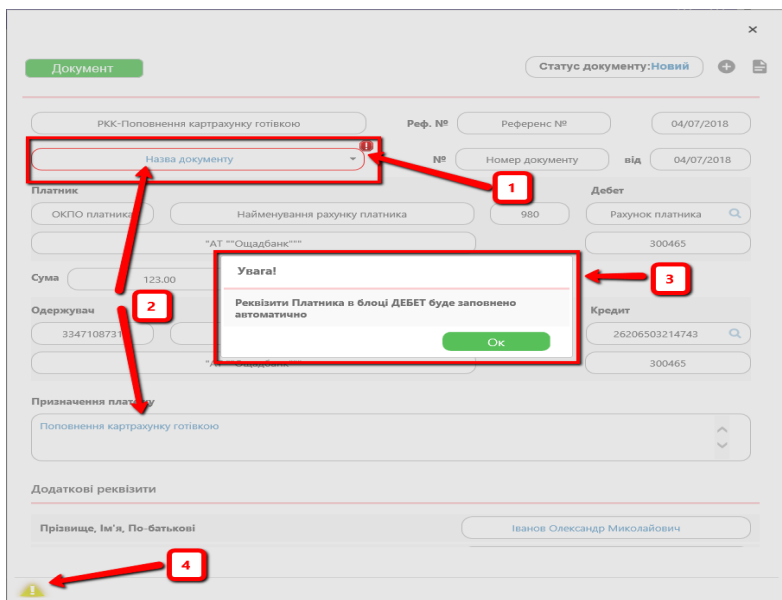 Документ
Статус документу:Новий
РКК-Поповнення картрахунку готівкою
Реф. №
Референс №
04/07/2018
Назва документу
№
Номер документу
від
04/07/2018
1
Платник
Дебет
ОКПО платника
Найменування рахунку платника
980
Рахунок платника
"АТ ""Ощадбанк"""
300465
Увага!
3
Сума
123.00
2
Реквізити Платника в блоці ДЕБЕТ буде заповнено
автоматично
Одержувач
Кредит
334710873
Ок
26206503214743
"АТ ""Ощадбанк"""
300465
Призначення платежу
Поповнення картрахунку готівкою
Додаткові реквізити
Прізвище, Ім'я, По-батькові
Іванов Олександр Миколайович
4